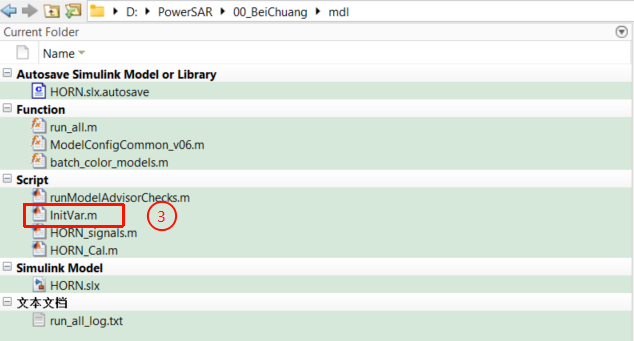 D: ▸ PowerSAR ▸ 00_BeiChuang ▸ mdl
Current Folder
Name
Autosave Simulink Model or Library
HORN.slx.autosave
Function
run_all.m
ModelConfigCommon_v06.m
batch_color_models.m
Script
runModelAdvisorChecks.m
InitVar.m
3
HORN_signals.m
HORN_Cal.m
Simulink Model
HORN.slx
文本文档
run_all_log.txt